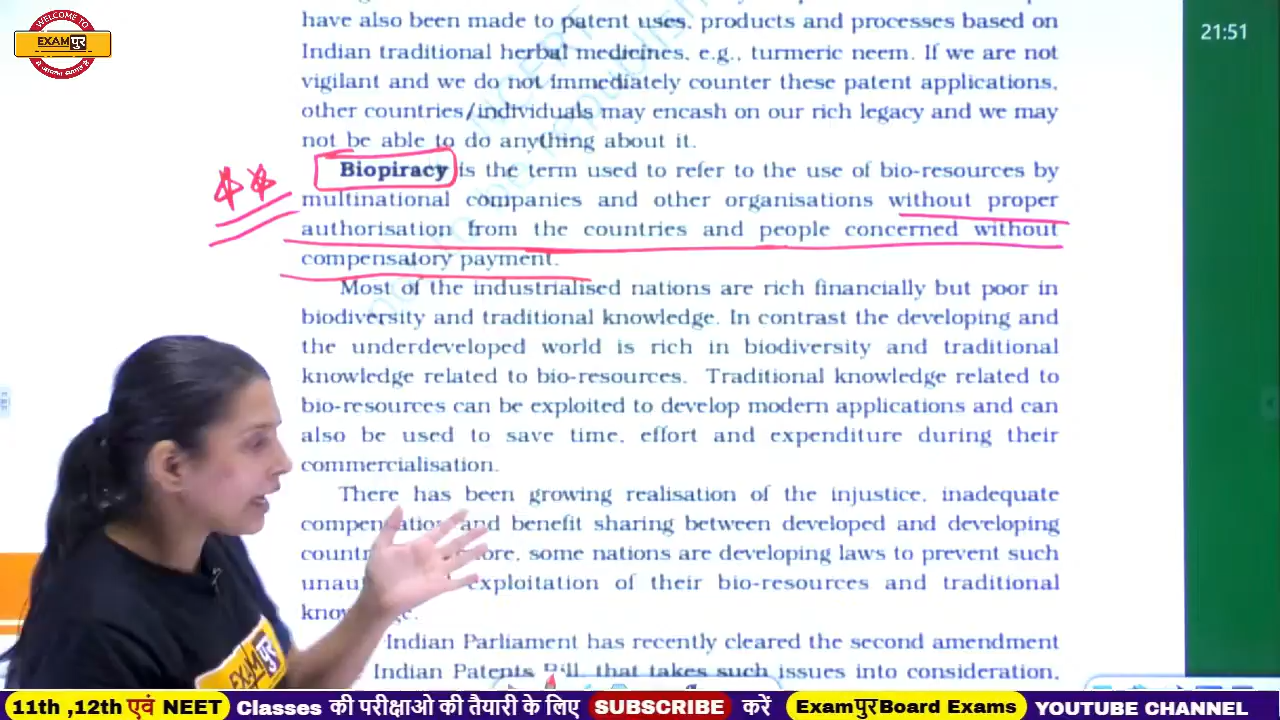 WELCOME TO
EXAMपुर
21:51
have also been made to patent uses, products and processes based on
Indian traditional herbal medicines, e.g., turmeric neem. If we are not
vigilant and we do not immediately counter these patent applications,
other countries/individuals may encash on our rich legacy and we may
not be able to do anything about it.
Biopiracy is the term used to refer to the use of bio-resources by
multinational companies and other organisations without proper
authorisation from the countries and people concerned without
compensatory payment.
Most of the industrialised nations are rich financially but poor in
biodiversity and traditional knowledge. In contrast the developing and
the underdeveloped world is rich in biodiversity and traditional
knowledge related to bio-resources. Traditional knowledge related to
bio-resources can be exploited to develop modern applications and can
also be used to save time, effort and expenditure during their
commercialisation.
There has been growing realisation of the injustice, inadequate
and benefit sharing between developed and developing
some nations are developing laws to prevent such
exploitation of their bio-resources and traditional
Indian Parliament has recently cleared the second amendment
Indian Patents Bill, that takes such issues into consideration,
EXAMपुर
11th ,12th एवं NEET Classes की परीक्षाओ की तैयारी के लिए SUBSCRIBE करें Examपुर Board Exams YOUTUBE CHANNEL